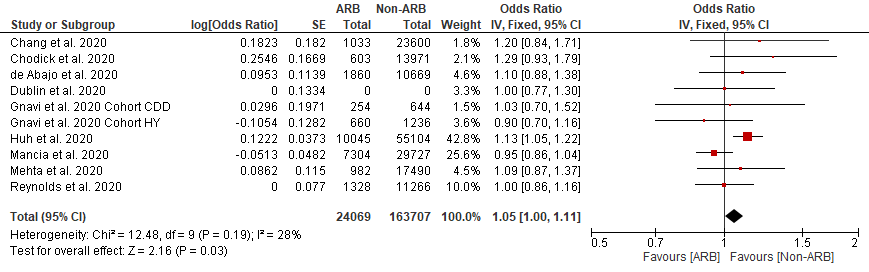 ARB Non-ARB Odds Ratio Odds Ratio
Study or Subgroup log[Odds Ratio] SE Total Total Weight IV, Fixed, 95% CI IV, Fixed, 95% CI
Chang et al. 2020 0.1823 0.182 1033 23600 1.8% 1.20 [0.84, 1.71]
Chodick et al. 2020 0.2546 0.1669 603 13971 2.1% 1.29 [0.93, 1.79]
de Abajo et al. 2020 0.0953 0.1139 1860 10669 4.6% 1.10 [0.88, 1.38]
Dublin et al. 2020 0 0.1334 0 0 3.3% 1.00 [0.77, 1.30]
Gnavi et al. 2020 Cohort CDD 0.0296 0.1971 254 644 1.5% 1.03 [0.70, 1.52]
Gnavi et al. 2020 Cohort HY -0.1054 0.1282 660 1236 3.6% 0.90 [0.70, 1.16]
Huh et al. 2020 0.1222 0.0373 10045 55104 42.8% 1.13 [1.05, 1.22]
Mancia et al. 2020 -0.0513 0.0482 7304 29727 25.6% 0.95 [0.86, 1.04]
Mehta et al. 2020 0.0862 0.115 982 17490 4.5% 1.09 [0.87, 1.37]
Reynolds et al. 2020 0 0.077 1328 11266 10.0% 1.00 [0.86, 1.16]
Total (95% CI) 24069 163707 100.0% 1.05 [1.00, 1.11]
Heterogeneity: Chi² = 12.48, df = 9 (P = 0.19); I² = 28%
Test for overall effect: Z = 2.16 (P = 0.03)
0.5 0.7 1 1.5 2
Favours [ARB] Favours [Non-ARB]